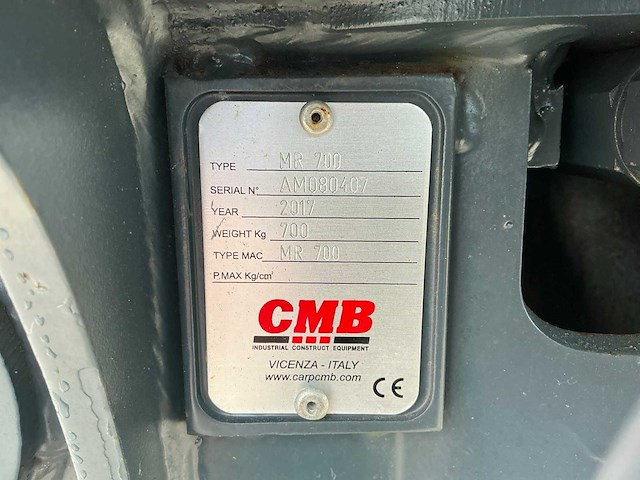 TYPE MR 700
SERIAL N° AM080407
YEAR 2017
WEIGHT Kg 700
TYPE MAC MR 700
P.MAX Kg/cm²
CMB
INDUSTRIAL CONSTRUCT EQUIPMENT
VICENZA - ITALY
www.carpcmb.com
CE